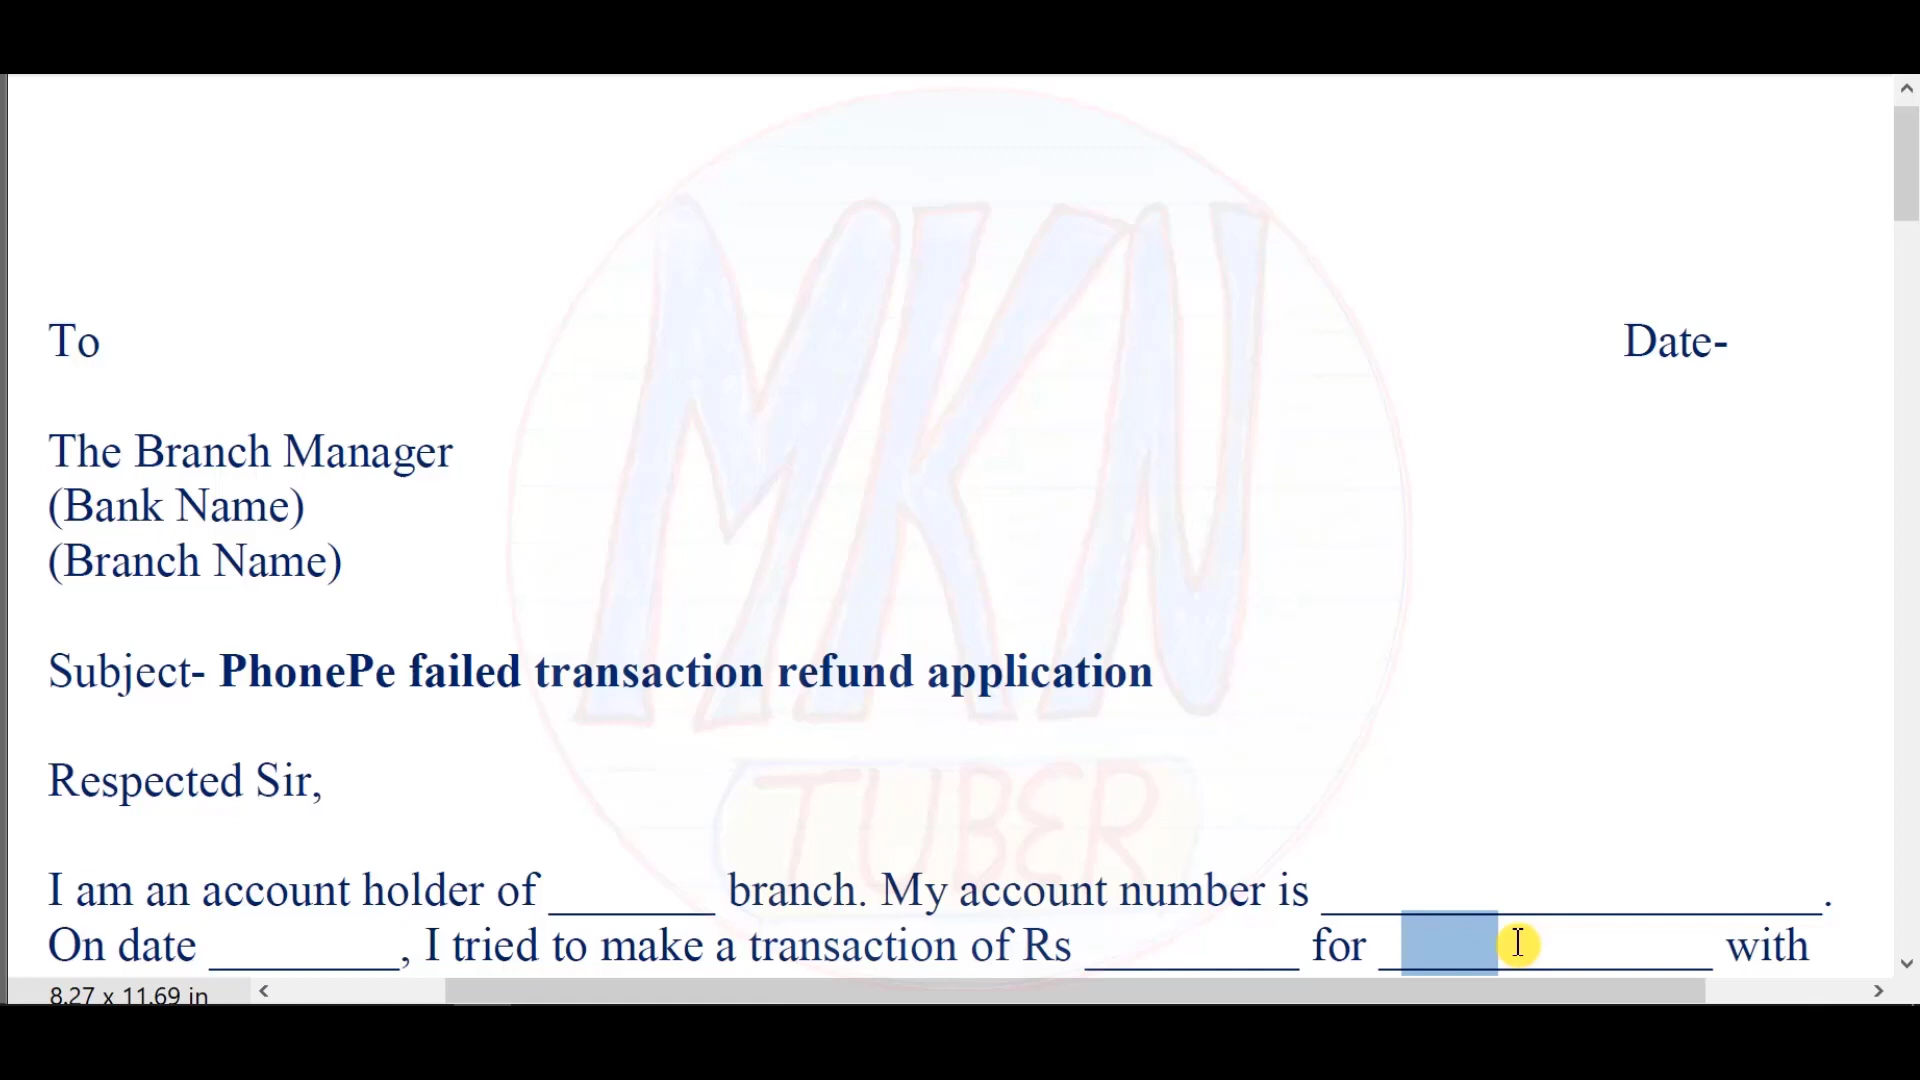 MKN
TUBER
To Date-
The Branch Manager
(Bank Name)
(Branch Name)
Subject- PhonePe failed transaction refund application
Respected Sir,
I am an account holder of _______ branch. My account number is _____________________.
On date ________, I tried to make a transaction of Rs _________ for ______________ with
8.27 x 11.69 in